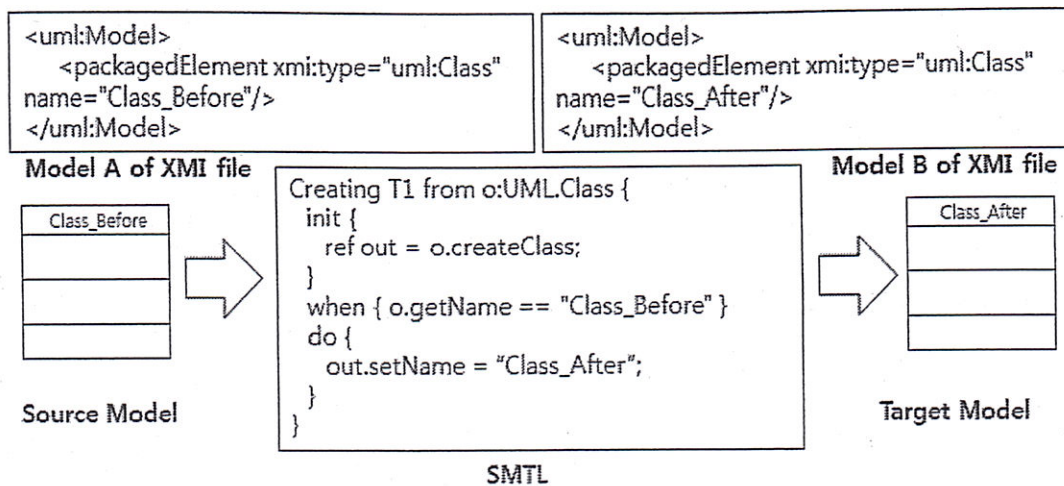 <uml:Model>
<packagedElement xmi:type="uml:Class"
name="Class_Before"/>
</uml:Model>
<uml:Model>
<packagedElement xmi:type="uml:Class"
name="Class_After"/>
</uml:Model>
Model A of XMI file
Model B of XMI file
Class_Before
Source Model
Creating T1 from o:UML.Class {
init {
ref out = o.createClass;
}
when { o.getName == "Class_Before" }
do {
out.setName = "Class_After";
}
}
SMTL
Class_After
Target Model